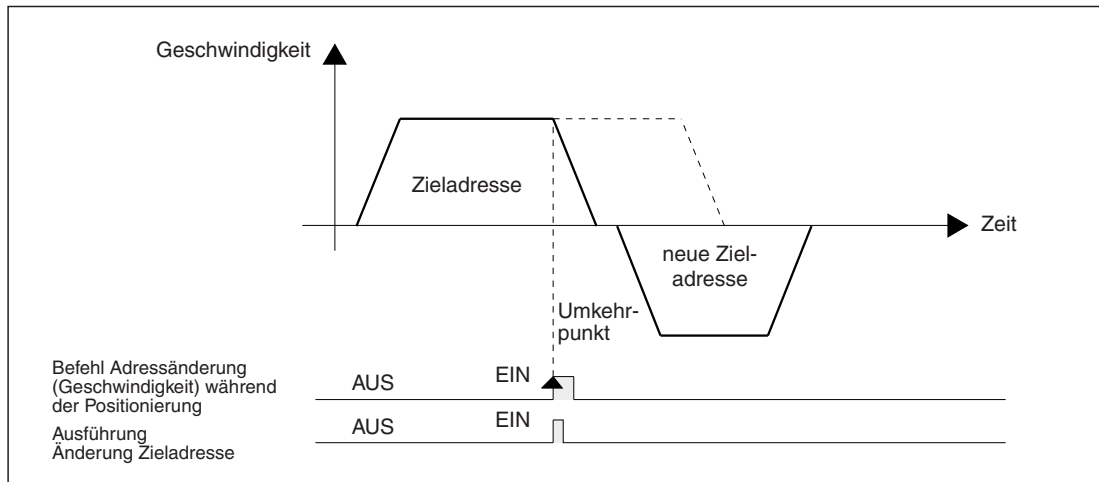 Geschwindigkeit
Zieladresse
Zeit
neue Ziel-
adresse
Umkehr-
punkt
Befehl Adressänderung
(Geschwindigkeit) während
der Positionierung
AUS
EIN
Ausführung
Änderung Zieladresse
AUS
EIN